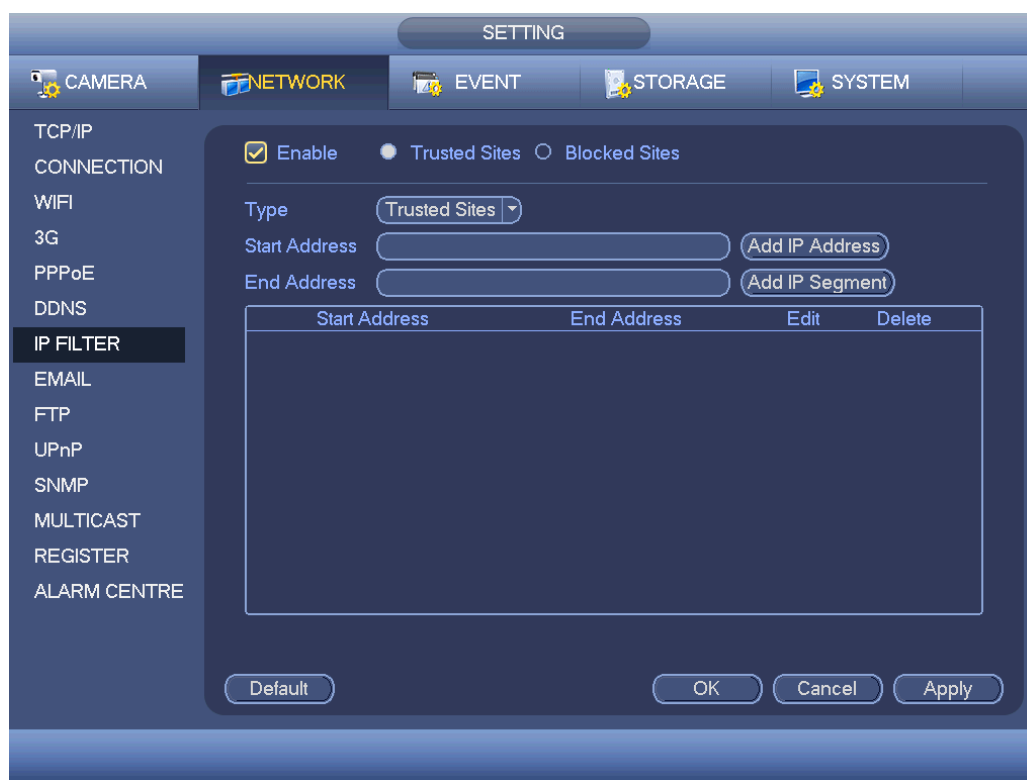 SETTING
CAMERA NETWORK EVENT STORAGE SYSTEM
TCP/IP
CONNECTION
WIFI
3G
PPPoE
DDNS
IP FILTER
EMAIL
FTP
UPnP
SNMP
MULTICAST
REGISTER
ALARM CENTRE
Enable Trusted Sites Blocked Sites
Type Trusted Sites
Start Address Add IP Address
End Address Add IP Segment
Start Address End Address Edit Delete
Default OK Cancel Apply